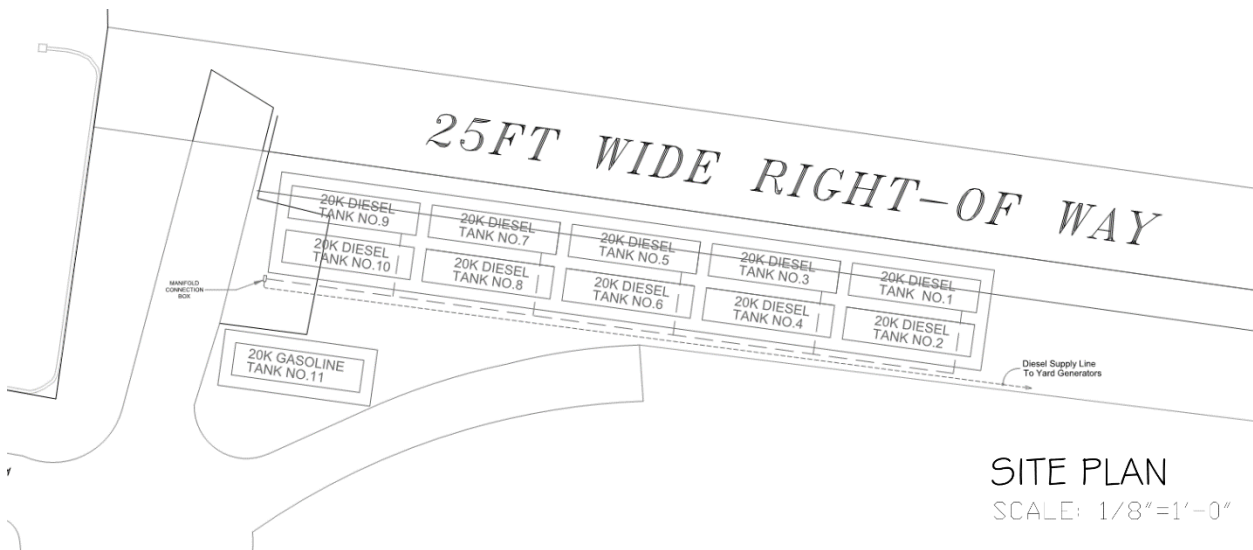 25FT WIDE RIGHT-OF WAY
20K DIESEL
TANK NO.9
20K DIESEL
TANK NO.7
20K DIESEL
TANK NO.5
20K DIESEL
TANK NO.3
20K DIESEL
TANK NO.1
20K DIESEL
TANK NO.10
20K DIESEL
TANK NO.8
20K DIESEL
TANK NO.6
20K DIESEL
TANK NO.4
20K DIESEL
TANK NO.2
MANIFOLD
CONNECTION
BOX
20K GASOLINE
TANK NO.11
Diesel Supply Line
To Yard Generators
SITE PLAN
SCALE: 1/8"=1'-0"